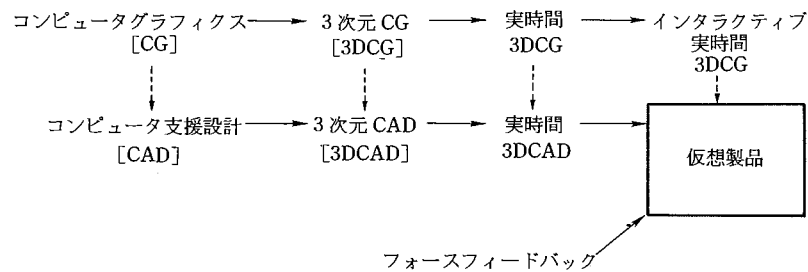 コンピュータグラフィックス
[CG]
3次元CG
[3DCG]
実時間
3DCG
インタラクティブ
実時間
3DCG
コンピュータ支援設計
[CAD]
3次元CAD
[3DCAD]
実時間
3DCAD
仮想製品
フォースフィードバック